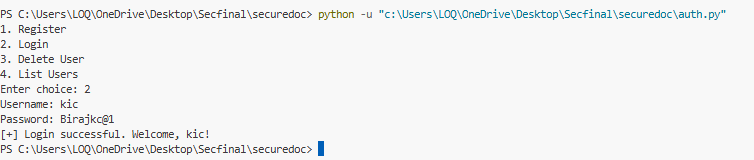 PS C:\Users\LOQ\OneDrive\Desktop\Secfinal\securedoc> python -u "c:\Users\LOQ\OneDrive\Desktop\Secfinal\securedoc\auth.py"
1. Register
2. Login
3. Delete User
4. List Users
Enter choice: 2
Username: kic
Password: Birajkc@1
[+] Login successful. Welcome, kic!
PS C:\Users\LOQ\OneDrive\Desktop\Secfinal\securedoc>